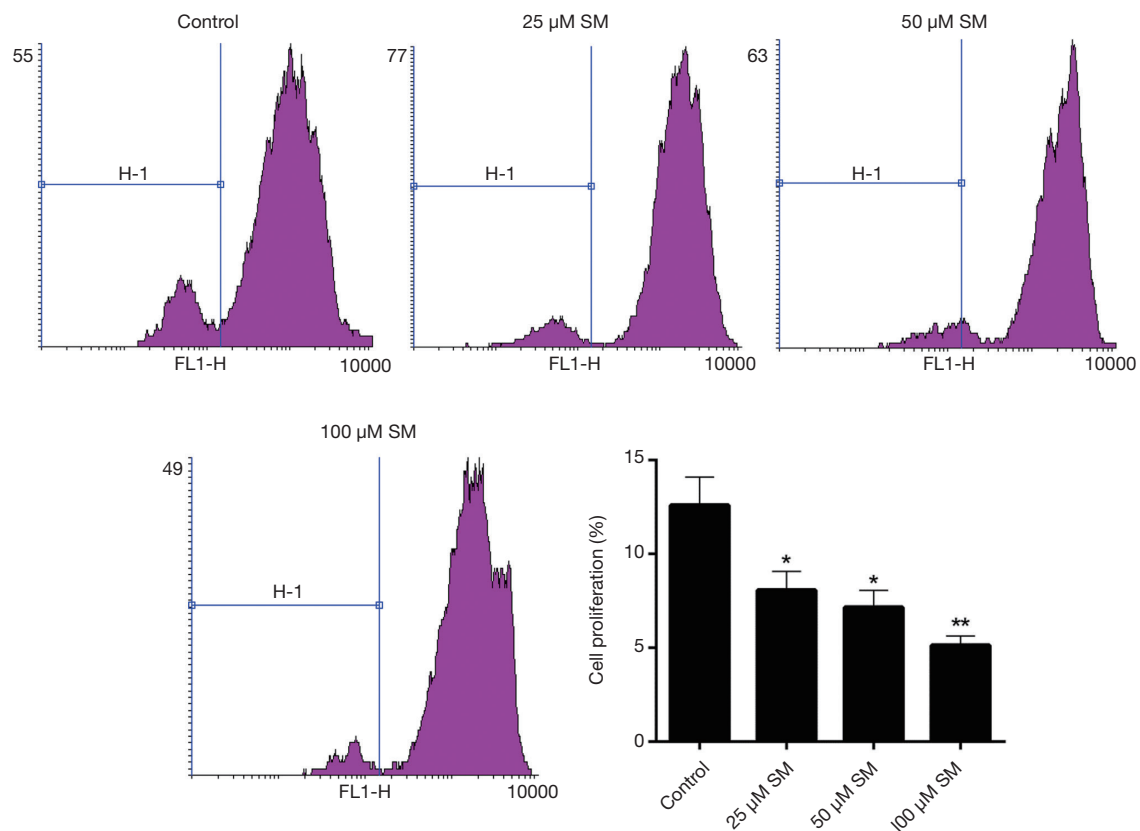 Control
55
H-1
FL1-H
10000
25 µM SM
77
H-1
FL1-H
10000
50 µM SM
63
H-1
FL1-H
10000
100 µM SM
49
H-1
FL1-H
10000
15
10
5
0
Cell proliferation (%)
*
*
**
Control
25 µM SM
50 µM SM
l00 µM SM